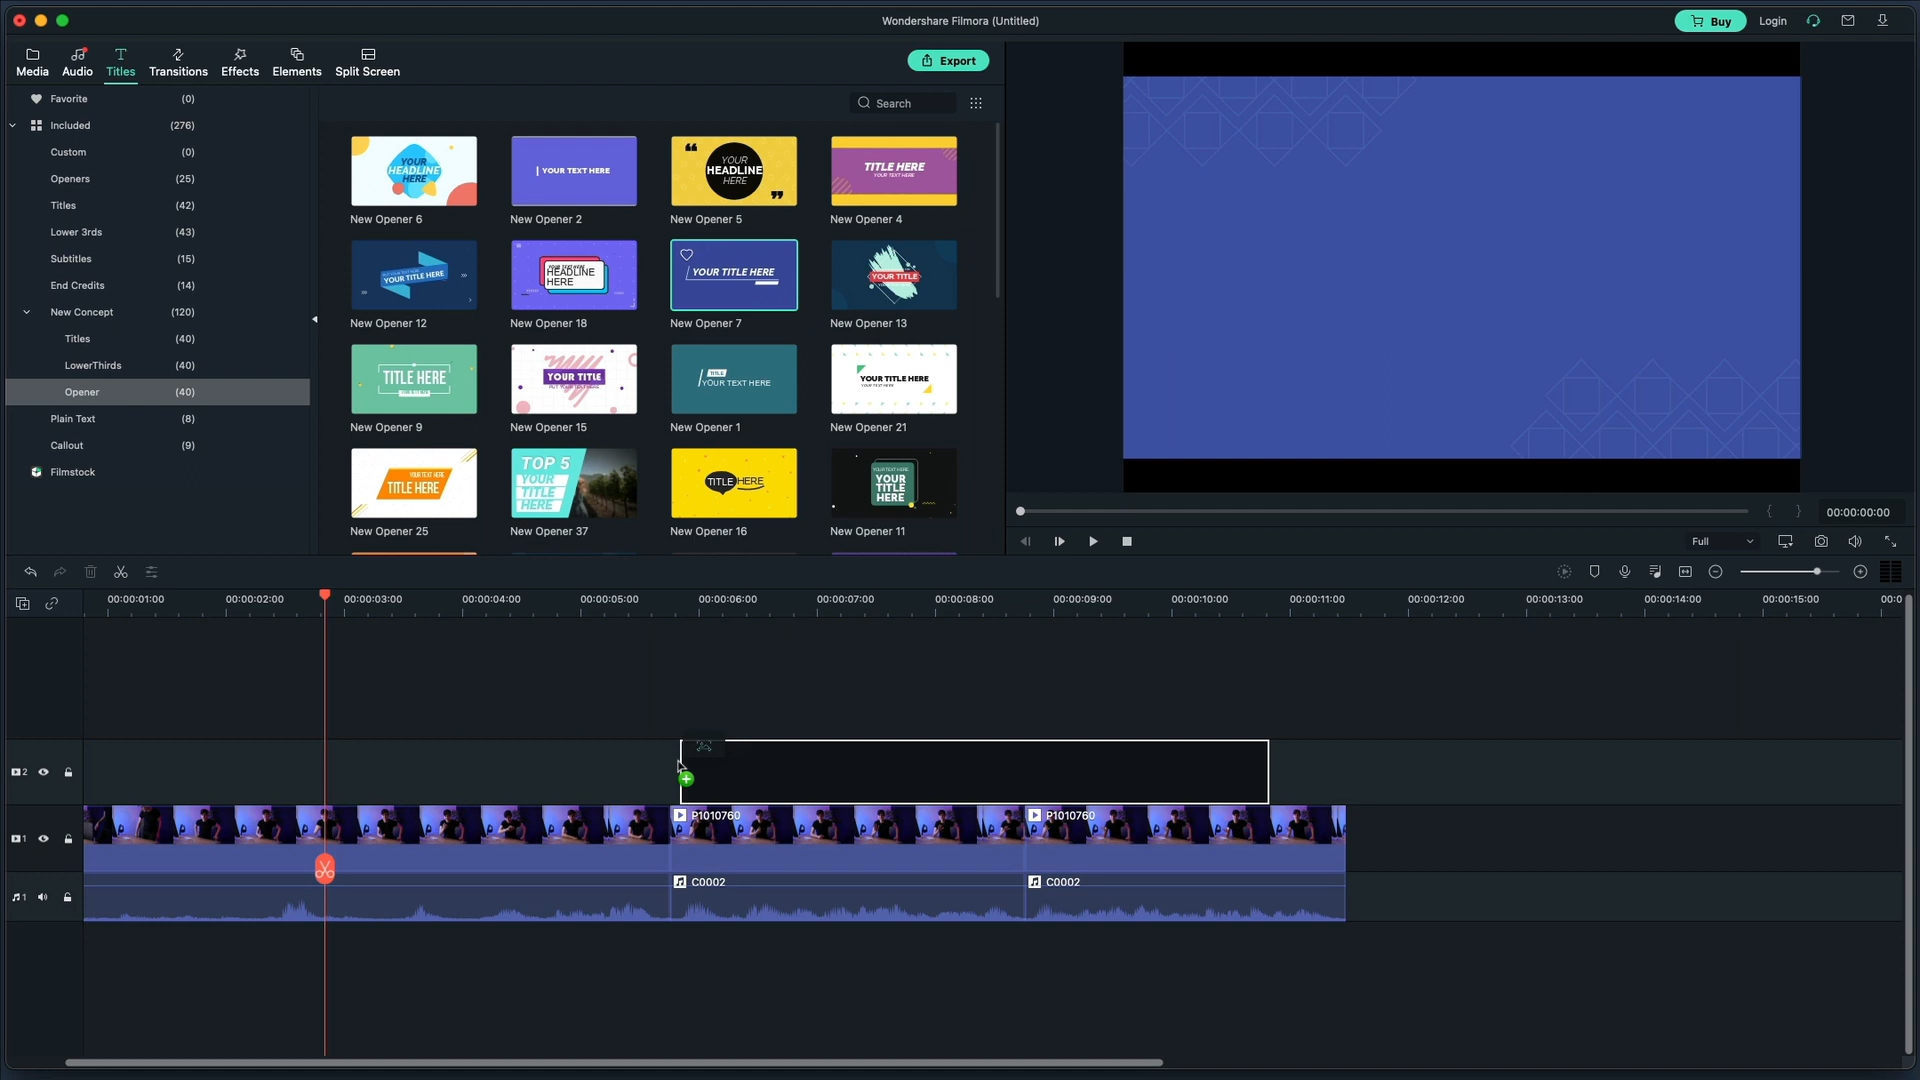 Wondershare Filmora (Untitled)
Buy
Login
Media
Audio
Titles
Transitions
Effects
Elements
Split Screen
Export
Favorite (0)
Included (276)
Custom (0)
Openers (25)
Titles (42)
Lower 3rds (43)
Subtitles (15)
End Credits (14)
New Concept (120)
Titles (40)
LowerThirds (40)
Opener (40)
Plain Text (8)
Callout (9)
Filmstock
Search
YOUR
HEADLINE
HERE
New Opener 6
YOUR TEXT HERE
New Opener 2
YOUR
HEADLINE
HERE
New Opener 5
TITLE HERE
YOUR TEXT HERE
New Opener 4
YOUR TITLE HERE
New Opener 12
HEADLINE
HERE
New Opener 18
YOUR TITLE HERE
New Opener 7
YOUR TITLE
New Opener 13
TITLE HERE
New Opener 9
YOUR TITLE
PUT YOUR TEXT HERE
New Opener 15
TITLE
YOUR TEXT HERE
New Opener 1
YOUR TITLE HERE
New Opener 21
YOUR TEXT HERE
TITLE HERE
New Opener 25
TOP 5
YOUR
TITLE
HERE
New Opener 37
TITLE HERE
New Opener 16
YOUR
TITLE
HERE
New Opener 11
00:00:00:00
Full
00:00:01:00 00:00:02:00 00:00:03:00 00:00:04:00 00:00:05:00 00:00:06:00 00:00:07:00 00:00:08:00 00:00:09:00 00:00:10:00 00:00:11:00 00:00:12:00 00:00:13:00 00:00:14:00 00:00:15:00 00:0
2
1
P1010760
P1010760
1
C0002
C0002